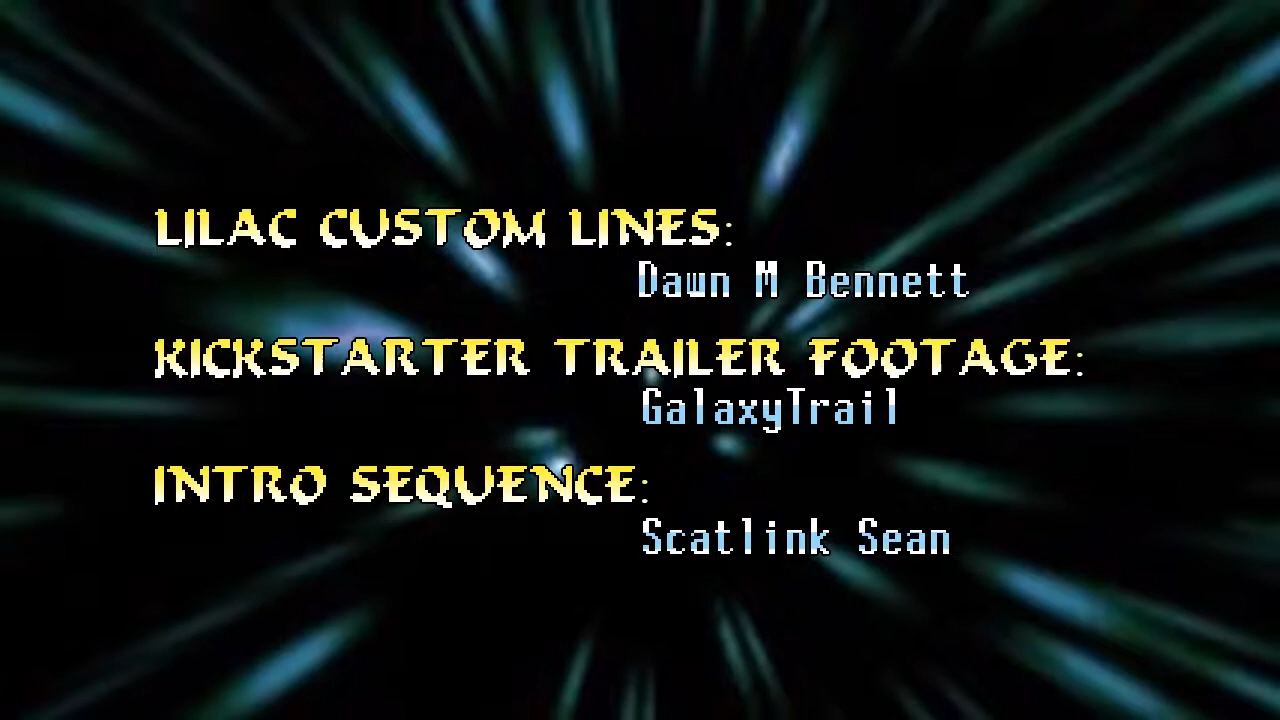 LILAC CUSTOM LINES:
Dawn M Bennett
KICKSTARTER TRAILER FOOTAGE:
GalaxyTrail
INTRO SEQUENCE:
Scatlink Sean